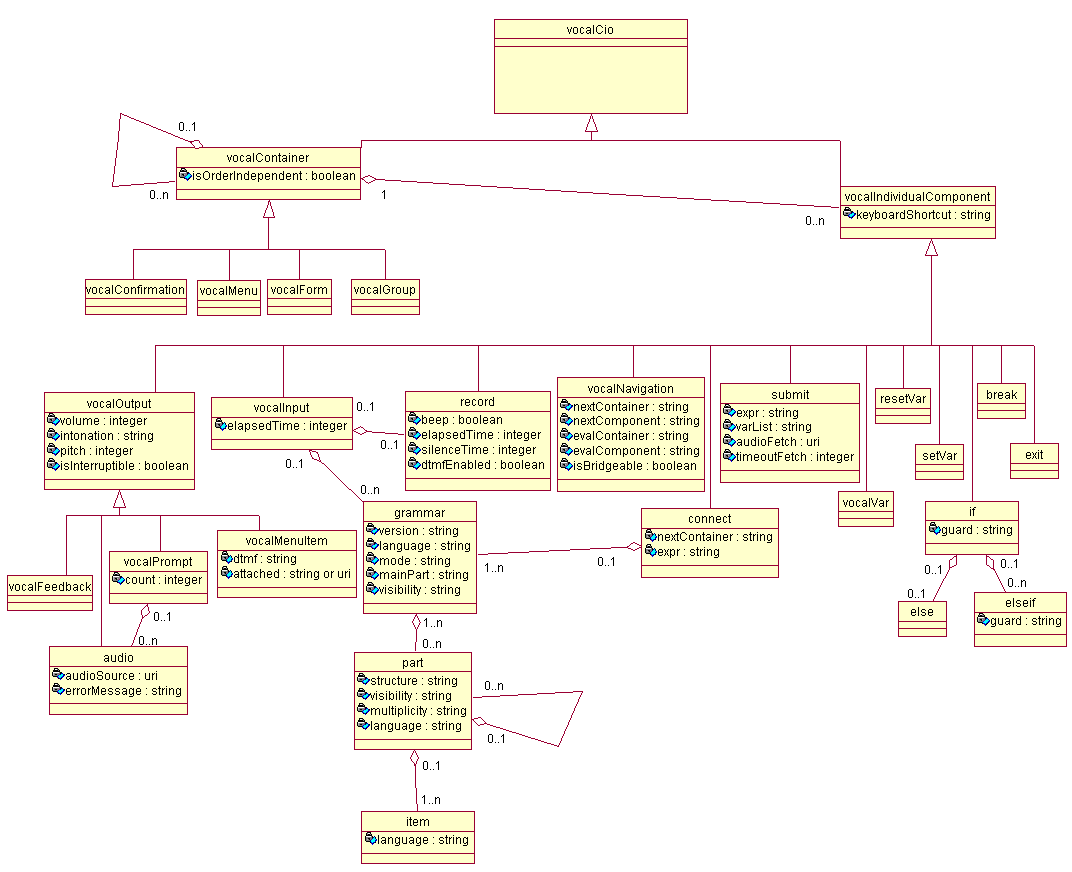 vocalCio
0..1
vocalContainer
isOrderIndependent : boolean
0..n
1
vocalIndividualComponent
keyboardShortcut : string
0..n
vocalConfirmation
vocalMenu
vocalForm
vocalGroup
vocalOutput
volume : integer
intonation : string
pitch : integer
isInterruptible : boolean
vocalInput
elapsedTime : integer
0..1
0..1
0..1
0..n
record
beep : boolean
elapsedTime : integer
silenceTime : integer
dtmfEnabled : boolean
vocalNavigation
nextContainer : string
nextComponent : string
evalContainer : string
evalComponent : string
isBridgeable : boolean
submit
expr : string
varList : string
audioFetch : uri
timeoutFetch : integer
resetVar
break
setVar
exit
vocalVar
if
guard : string
0..1
0..1
0..1
0..n
else
elseif
guard : string
connect
nextContainer : string
expr : string
0..1
1..n
grammar
version : string
language : string
mode : string
mainPart : string
visibility : string
vocalMenuItem
dtmf : string
attached : string or uri
vocalPrompt
count : integer
vocalFeedback
0..1
0..n
audio
audioSource : uri
errorMessage : string
1..n
0..n
part
structure : string
visibility : string
multiplicity : string
language : string
0..n
0..1
0..1
1..n
item
language : string